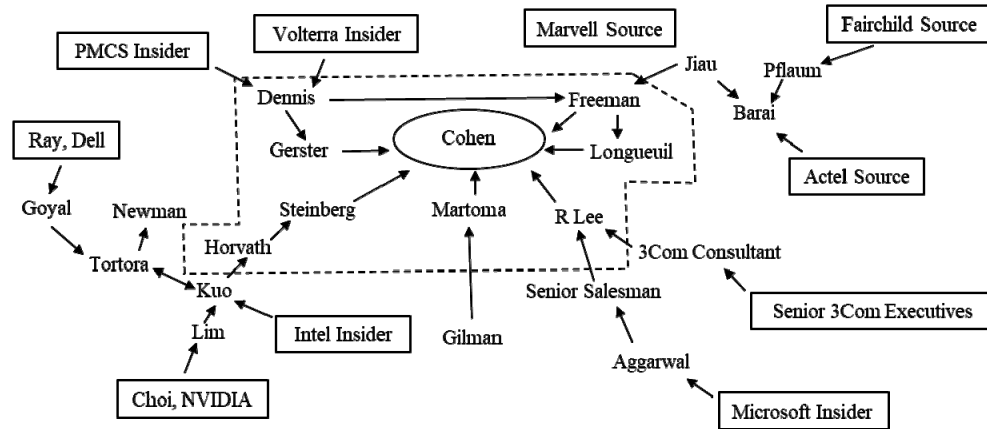 Volterra Insider
Marvell Source
Fairchild Source
PMCS Insider
Jiau
Pflaum
Dennis
Freeman
Barai
Cohen
Ray, Dell
Gerster
Longueuil
Actel Source
Goyal
Newman
Steinberg
Martoma
R Lee
Horvath
3Com Consultant
Tortora
Kuo
Senior Salesman
Senior 3Com Executives
Lim
Intel Insider
Gilman
Aggarwal
Choi, NVIDIA
Microsoft Insider